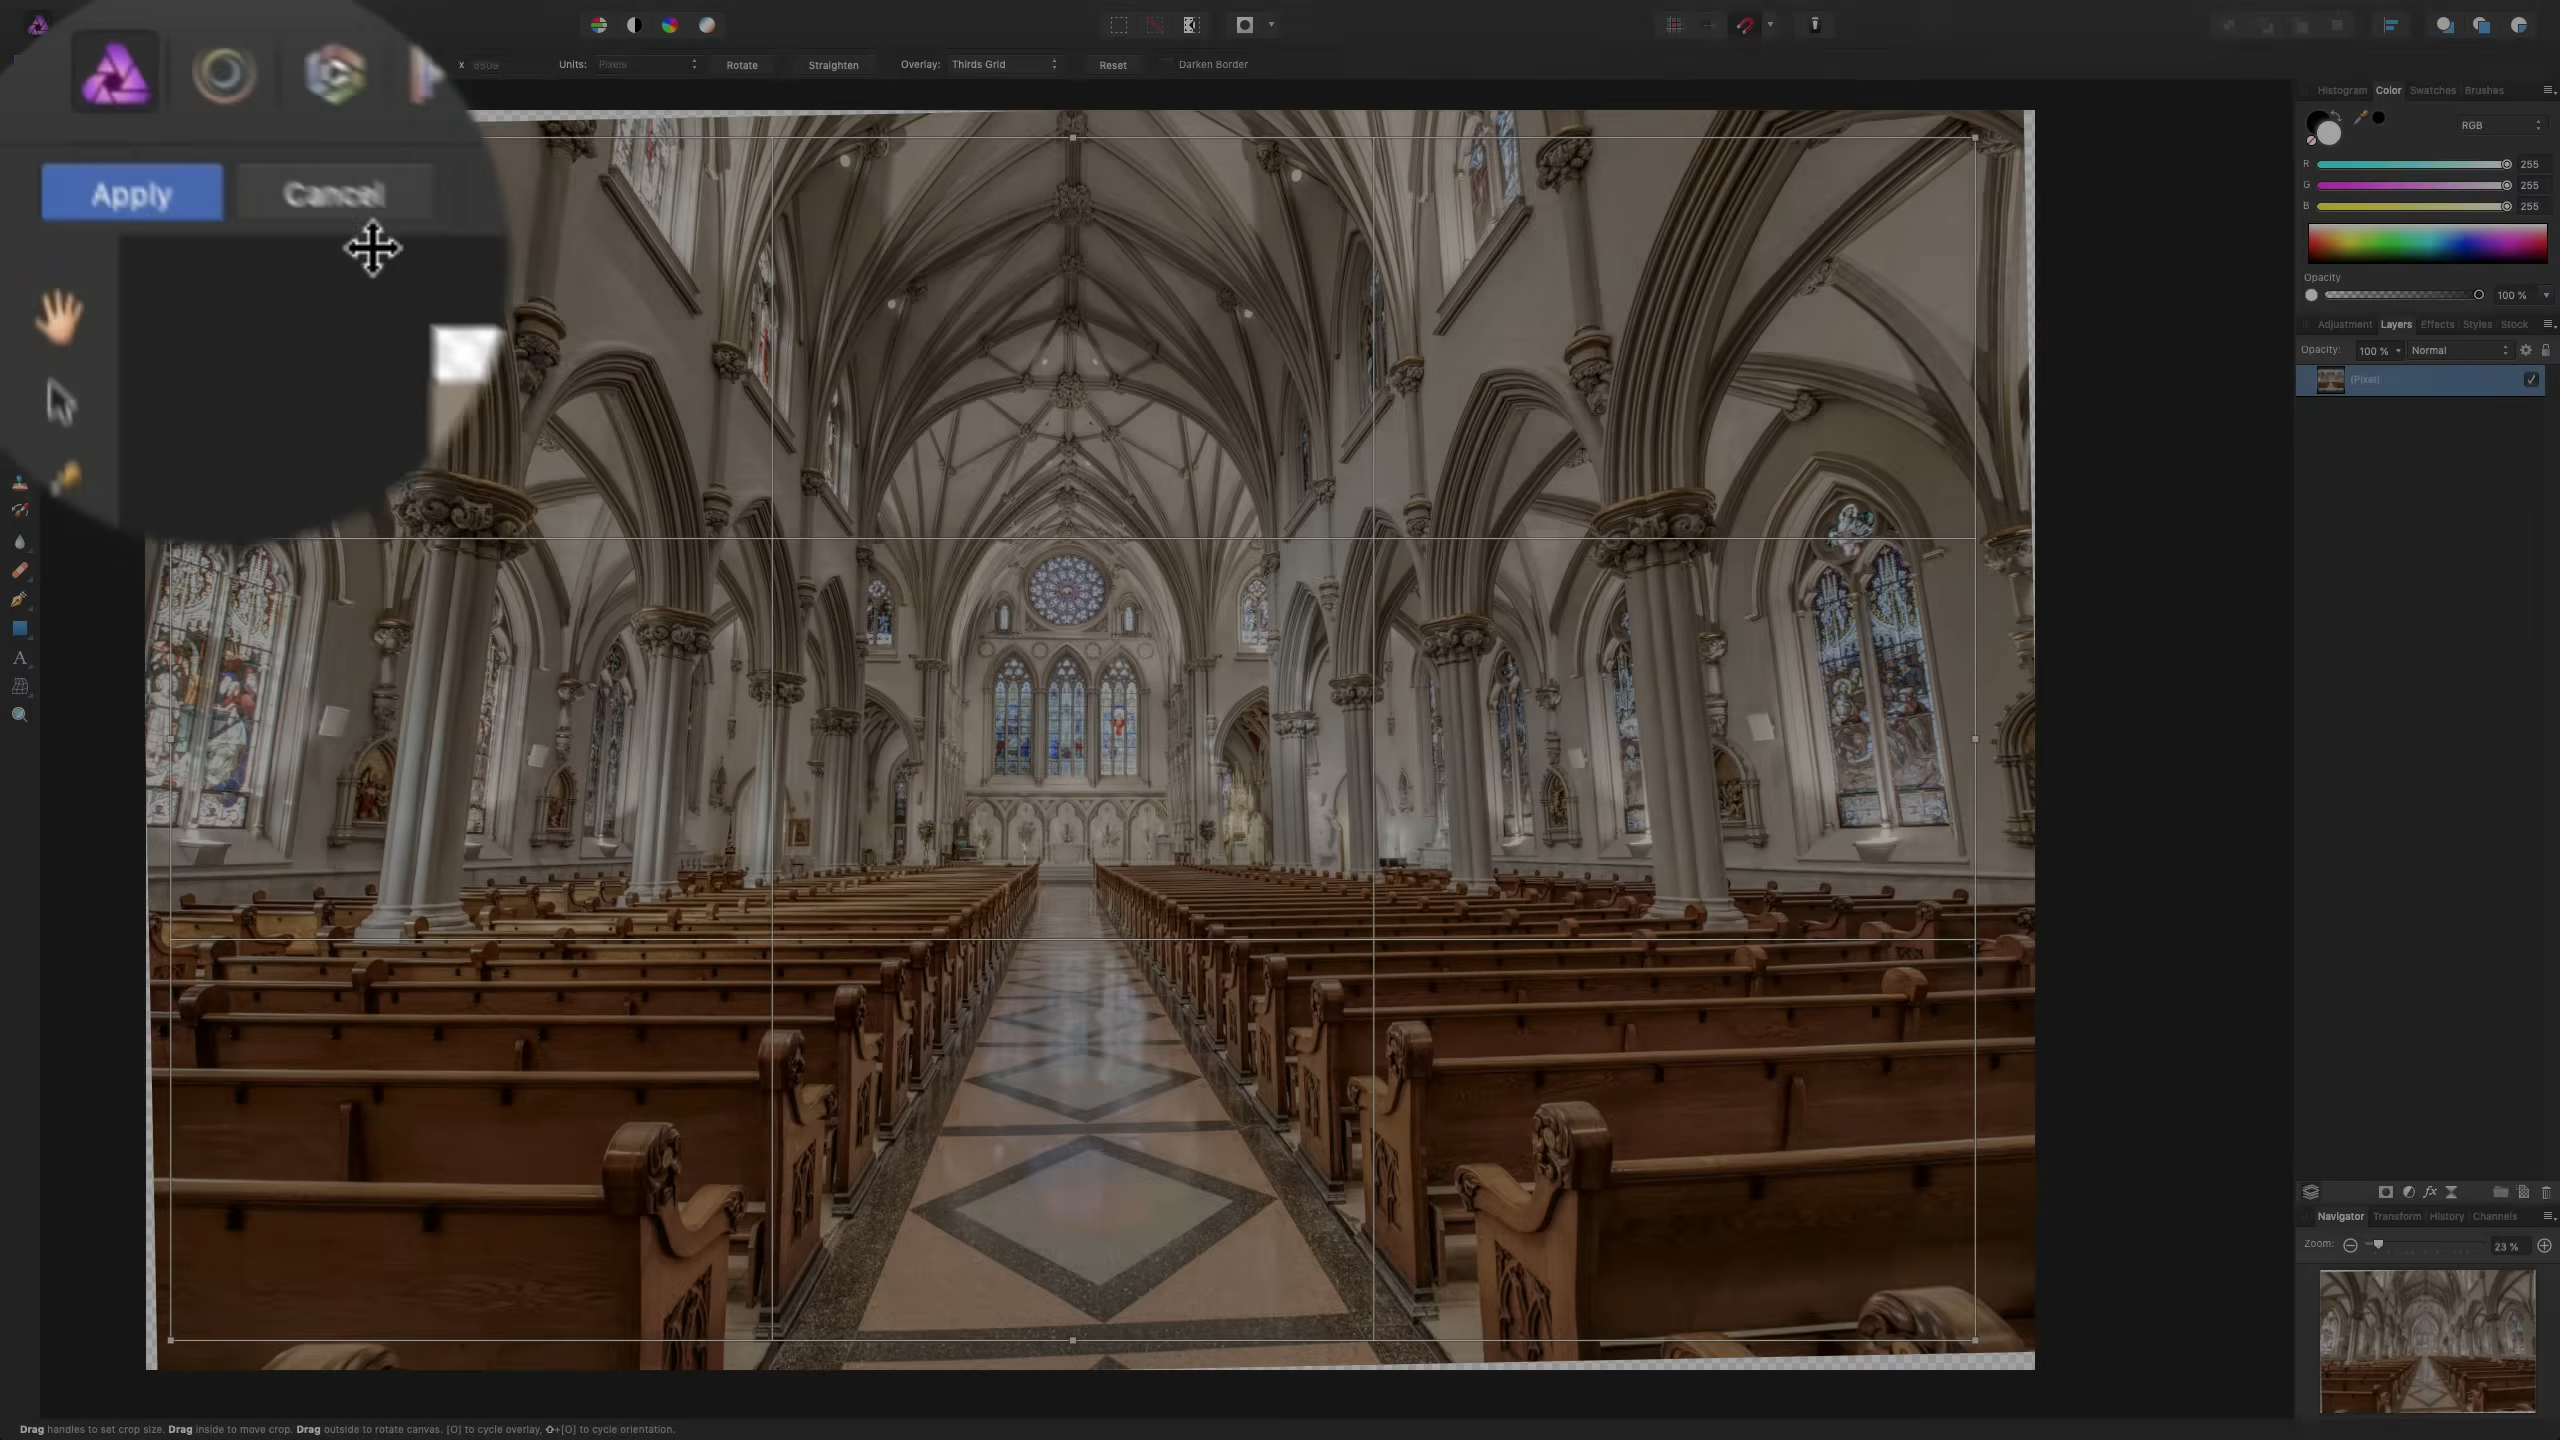 x 8509 Units: Pixels Rotate Straighten Overlay: Thirds Grid Reset Darken Border
Apply Cancel
Histogram Color Swatches Brushes
RGB
R 255
G 255
B 255
Opacity
100 %
Adjustment Layers Effects Styles Stock
Opacity: 100 % Normal
(Pixel)
fx
Navigator Transform History Channels
Zoom: 23 %
A
Drag handles to set crop size. Drag inside to move crop. Drag outside to rotate canvas. [O] to cycle overlay, ⇧+[O] to cycle orientation.